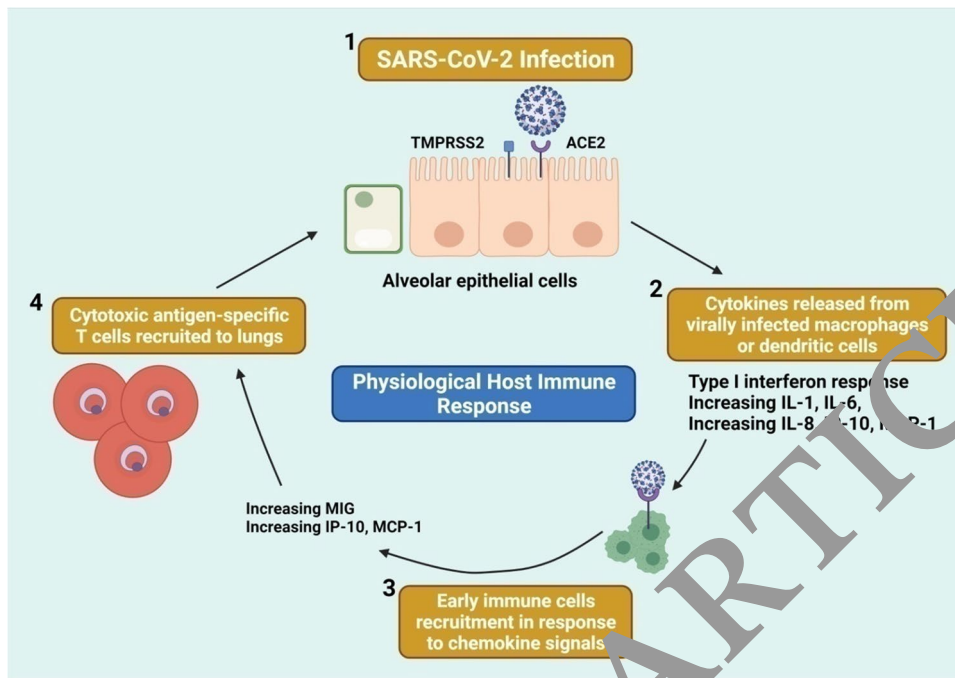 1
SARS-CoV-2 Infection
TMPRSS2
ACE2
Alveolar epithelial cells
2
Cytokines released from
virally infected macrophages
or dendritic cells
Type I interferon response
Increasing IL-1, IL-6,
Increasing IL-8,
Physiological Host Immune
Response
3
Early immune cells
recruitment in response
to chemokine signals
Increasing MIG
Increasing IP-10, MCP-1
4
Cytotoxic antigen-specific
T cells recruited to lungs
ARTIC